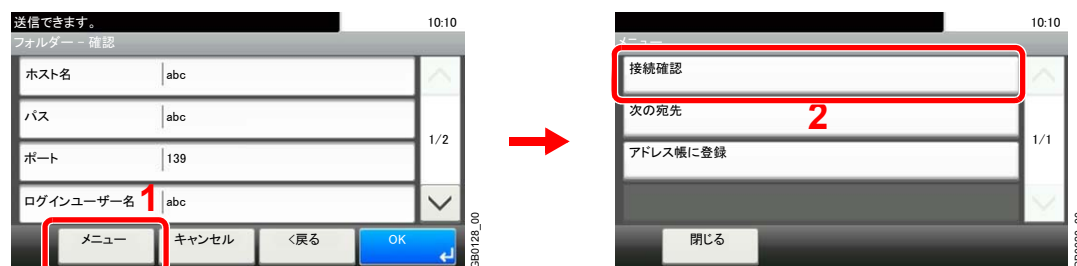 送信できます。
10:10
フォルダー - 確認
ホスト名 abc
パス abc
1/2
ポート 139
ログインユーザー名 abc
1
メニュー キャンセル <戻る OK
GB0128_00
10:10
メニュー
接続確認
次の宛先
2
1/1
アドレス帳に登録
閉じる